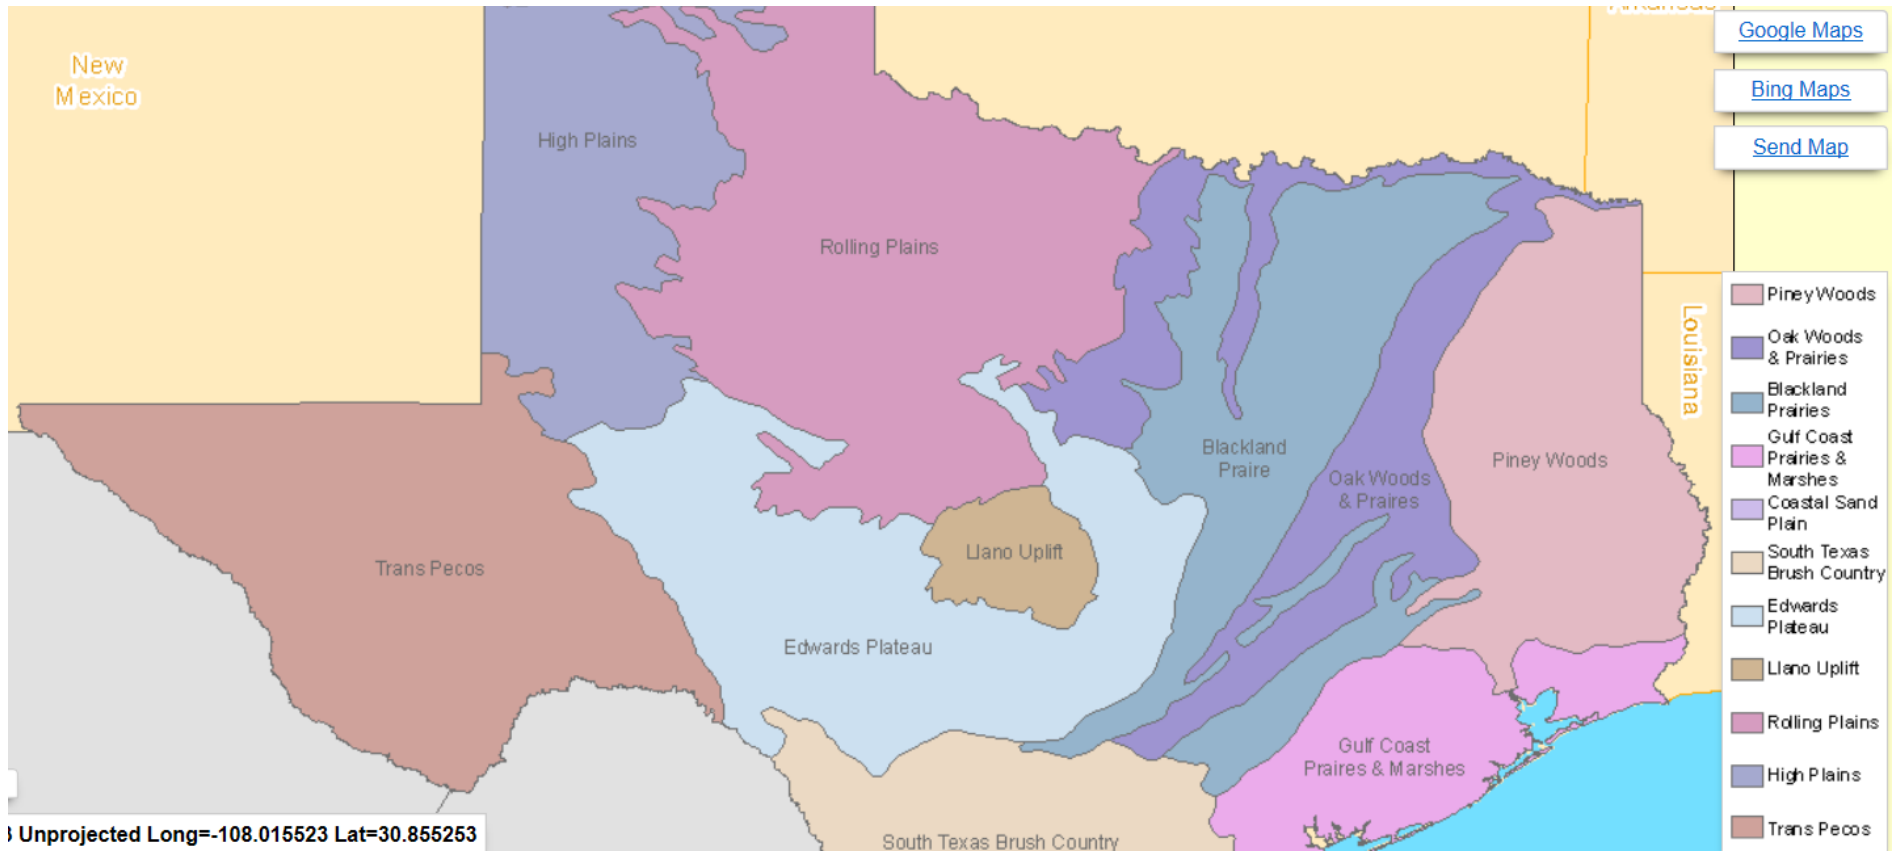 Arkansas
Google Maps
New
Mexico
Bing Maps
High Plains
Send Map
Rolling Plains
Piney Woods
Louisiana
Oak Woods
& Prairies
Blackland
Prairies
Blackland
Praire
Gulf Coast
Prairies &
Marshes
Piney Woods
Oak Woods
& Praires
Coastal Sand
Plain
South Texas
Brush Country
Llano Uplift
Trans Pecos
Edwards
Plateau
Edwards Plateau
Llano Uplift
Rolling Plains
Gulf Coast
Praires & Marshes
High Plains
Unprojected Long=-108.015523 Lat=30.855253
South Texas Brush Country
Trans Pecos